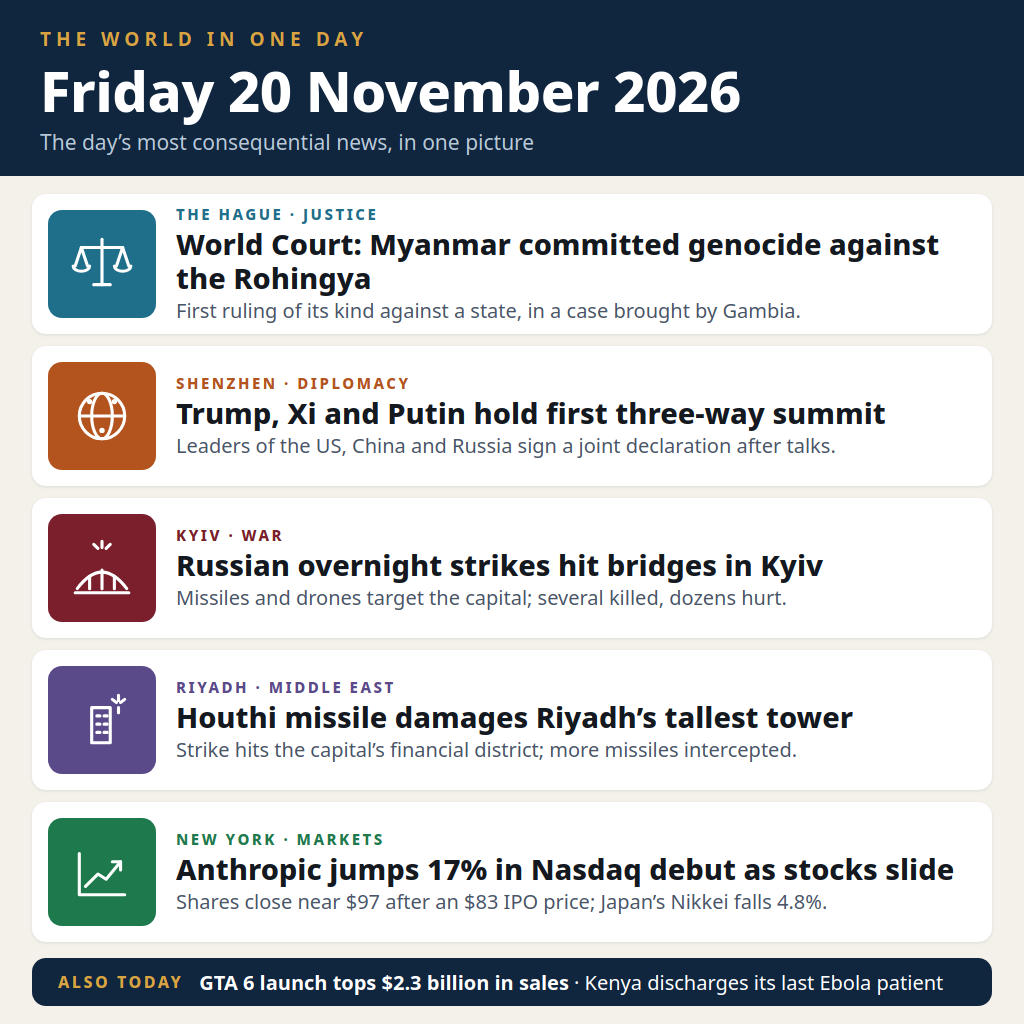 THE WORLD IN ONE DAY
Friday 20 November 2026
The day’s most consequential news, in one picture
THE HAGUE · JUSTICE
World Court: Myanmar committed genocide against
the Rohingya
First ruling of its kind against a state, in a case brought by Gambia.
SHENZHEN · DIPLOMACY
Trump, Xi and Putin hold first three-way summit
Leaders of the US, China and Russia sign a joint declaration after talks.
KYIV · WAR
Russian overnight strikes hit bridges in Kyiv
Missiles and drones target the capital; several killed, dozens hurt.
RIYADH · MIDDLE EAST
Houthi missile damages Riyadh’s tallest tower
Strike hits the capital’s financial district; more missiles intercepted.
NEW YORK · MARKETS
Anthropic jumps 17% in Nasdaq debut as stocks slide
Shares close near $97 after an $83 IPO price; Japan’s Nikkei falls 4.8%.
ALSO TODAY GTA 6 launch tops $2.3 billion in sales · Kenya discharges its last Ebola patient